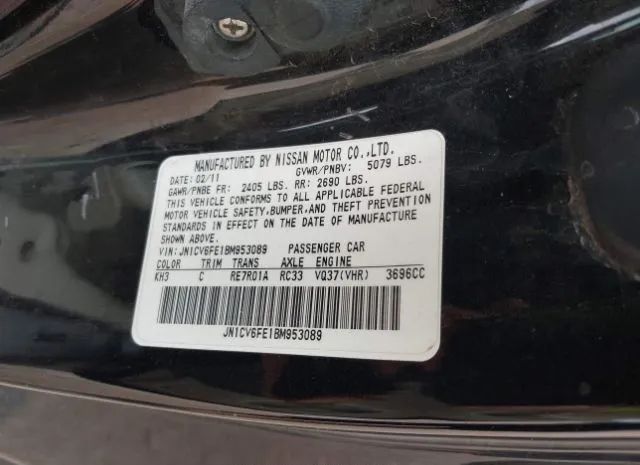 MANUFACTURED BY NISSAN MOTOR CO.,LTD.
DATE: 02/11 GVWR/PNBV: 5079 LBS.
GAWR/PNBE FR: 2405 LBS. RR: 2690 LBS.
THIS VEHICLE CONFORMS TO ALL APPLICABLE FEDERAL
MOTOR VEHICLE SAFETY,BUMPER,AND THEFT PREVENTION
STANDARDS IN EFFECT ON THE DATE OF MANUFACTURE
SHOWN ABOVE.
VIN: JN1CV6FE1BM953089 PASSENGER CAR
COLOR TRIM TRANS AXLE ENGINE
KH3 C RE7R01A RC33 VQ37(VHR) 3696CC
JN1CV6FE1BM953089